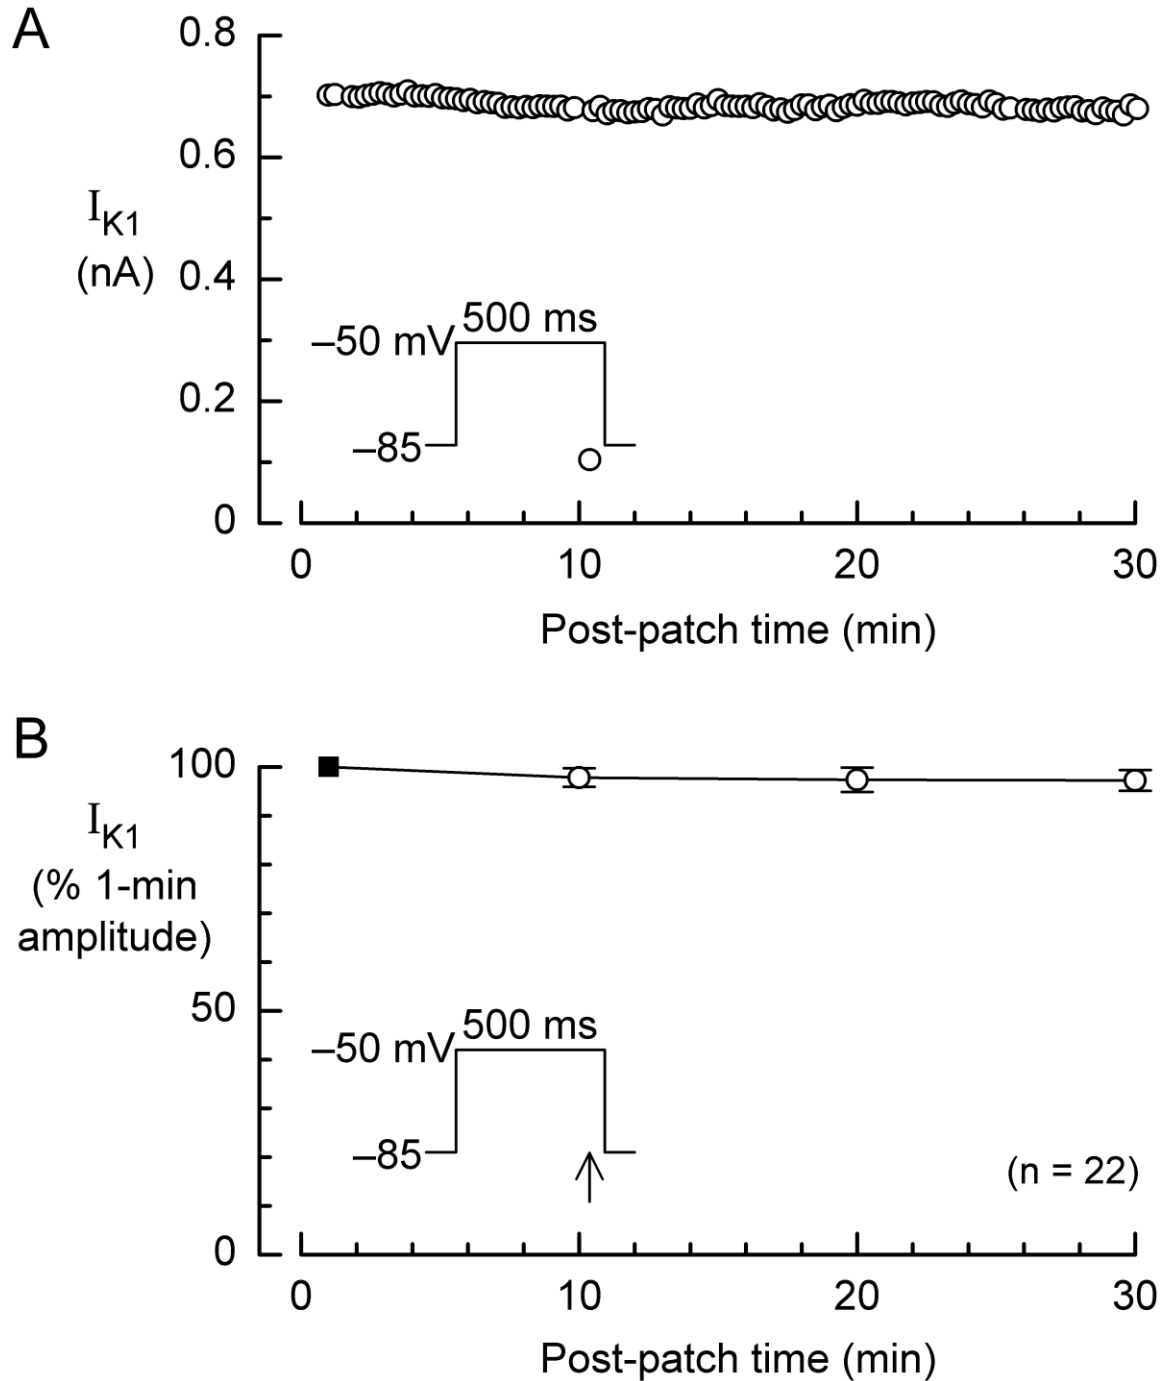 A
0.8
0.6
I_K1
(nA)
0.4
500 ms
–50 mV
0.2
–85
0
0 10 20 30
Post-patch time (min)
B
100
I_K1
(% 1-min
amplitude)
50
500 ms
–50 mV
–85
(n = 22)
0
0 10 20 30
Post-patch time (min)